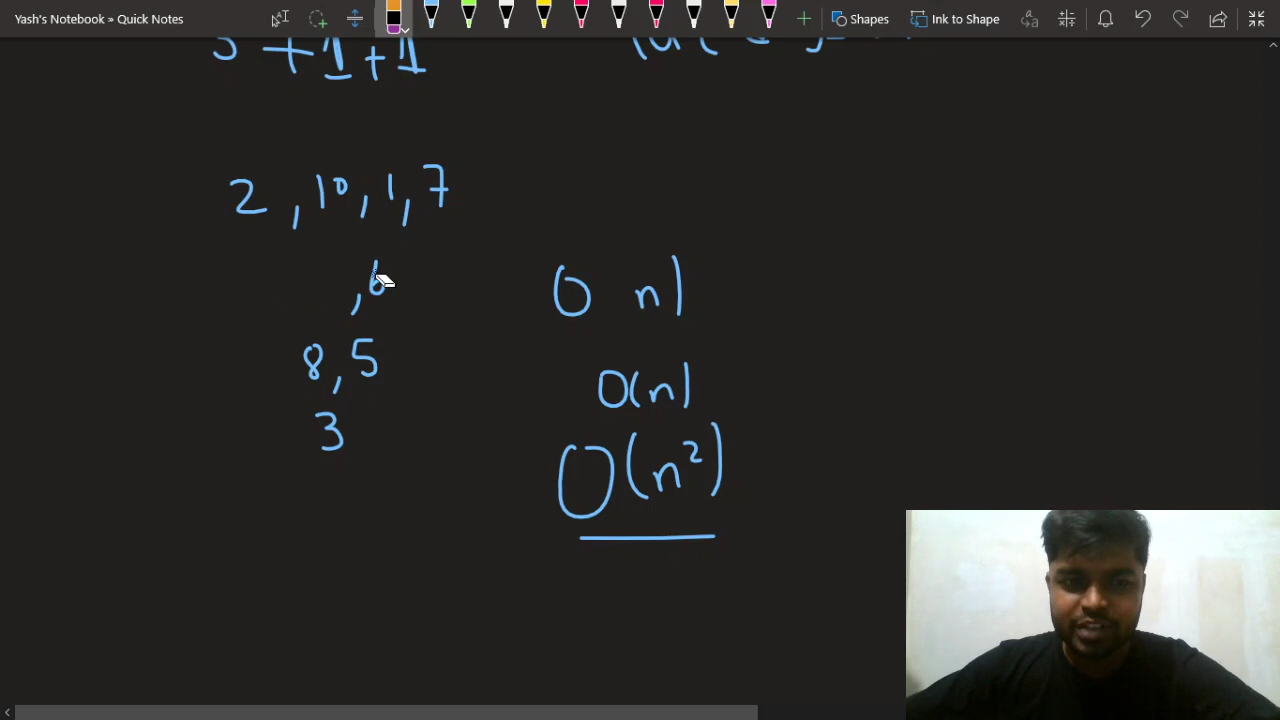 Yash's Notebook » Quick Notes
Shapes
Ink to Shape
+ 1 + 1
2 , 10 , 1 , 7
, 6
8 , 5
3
O n)
O(n)
O(n²)